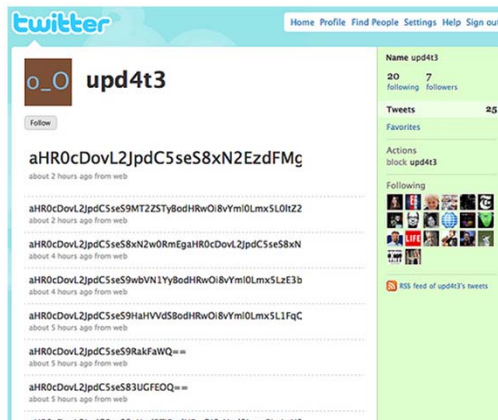 twitter
Home Profile Find People Settings Help Sign out
o_O
upd4t3
Follow
aHR0cDovL2JpdC5seS8xN2EzdFMg
about 2 hours ago from web
aHR0cDovL2JpdC5seS9MT2ZSTyBodHRwOi8vYml0Lmx5L0ltZ2
about 2 hours ago from web
aHR0cDovL2JpdC5seS8xN2w0RmEgaHR0cDovL2JpdC5seS8xN
about 4 hours ago from web
aHR0cDovL2JpdC5seS9wbVN1YyBodHRwOi8vYml0Lmx5LzE3b
about 4 hours ago from web
aHR0cDovL2JpdC5seS9HaHVVdSBodHRwOi8vYml0Lmx5L1FqC
about 5 hours ago from web
aHR0cDovL2JpdC5seS9RakFaWQ==
about 5 hours ago from web
aHR0cDovL2JpdC5seS83UGFEOQ==
about 5 hours ago from web
Name upd4t3
20 7
following followers
Tweets 25
Favorites
Actions
block upd4t3
Following
LIFE
RSS feed of upd4t3's tweets